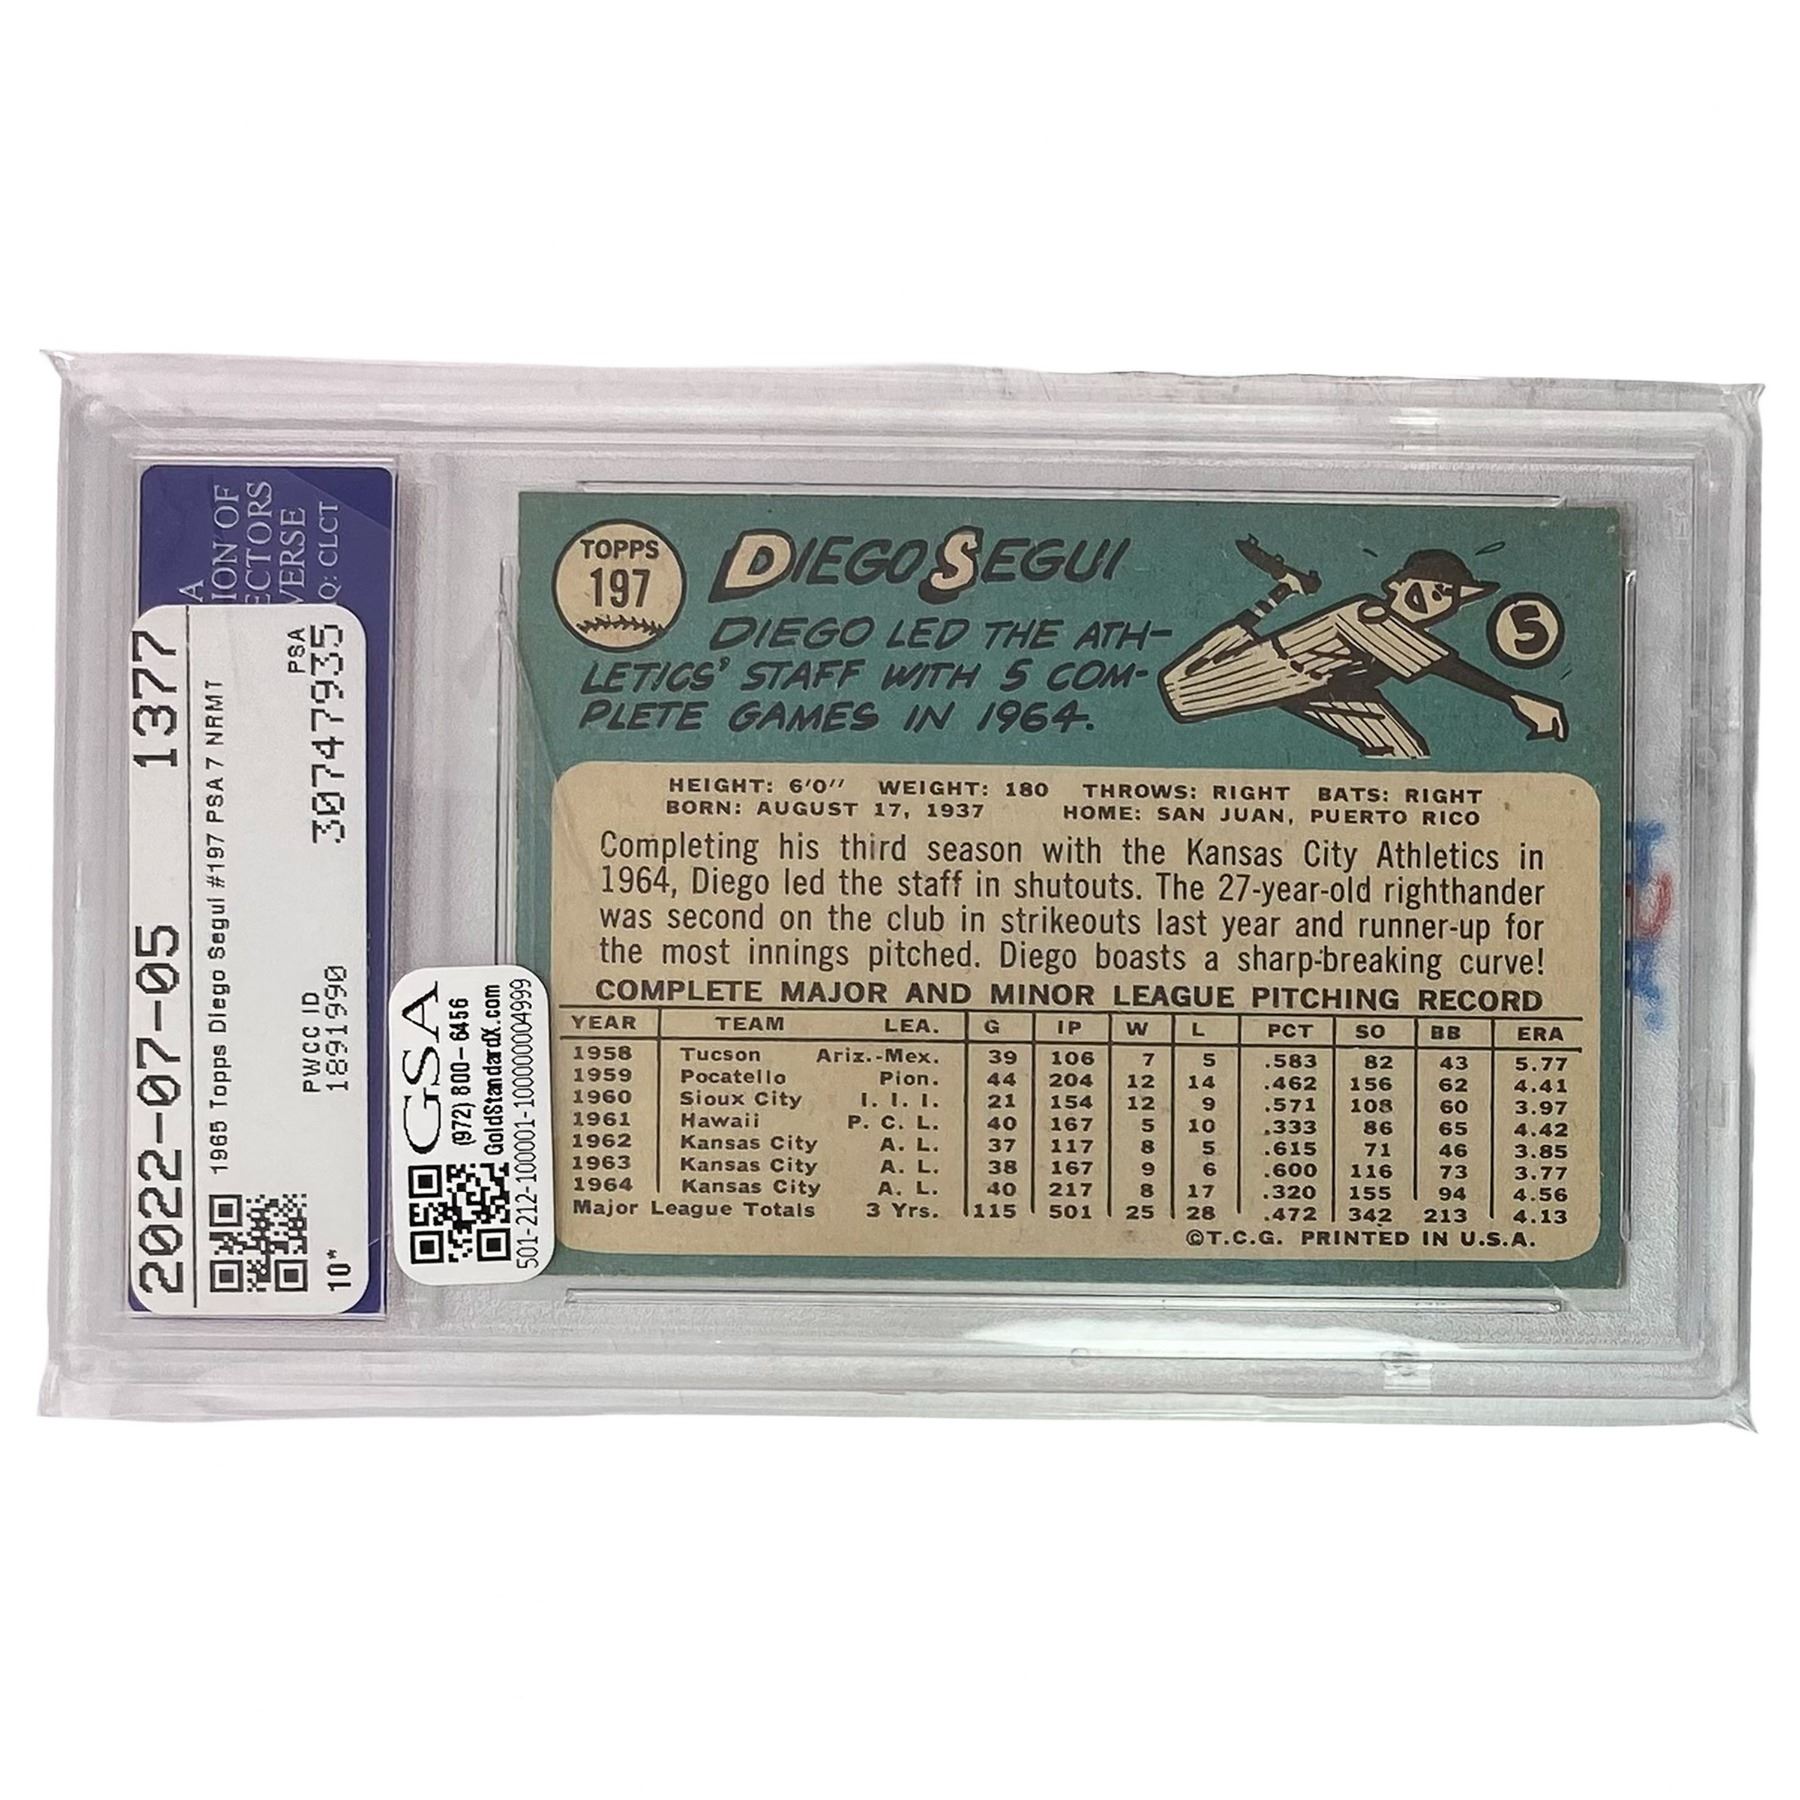 TOPPS
197
DIEGO SEGUI
DIEGO LED THE ATH-
LETICS' STAFF WITH 5 COM-
PLETE GAMES IN 1964.
5
HEIGHT: 6'0" WEIGHT: 180 THROWS: RIGHT BATS: RIGHT
BORN: AUGUST 17, 1937 HOME: SAN JUAN, PUERTO RICO
Completing his third season with the Kansas City Athletics in
1964, Diego led the staff in shutouts. The 27-year-old righthander
was second on the club in strikeouts last year and runner-up for
the most innings pitched. Diego boasts a sharp-breaking curve!
COMPLETE MAJOR AND MINOR LEAGUE PITCHING RECORD
YEAR TEAM LEA. G IP W L PCT SO BB ERA
1958 Tucson Ariz.-Mex. 39 106 7 5 .583 82 43 5.77
1959 Pocatello Pion. 44 204 12 14 .462 156 62 4.41
1960 Sioux City I. I. I. 21 154 12 9 .571 108 60 3.97
1961 Hawaii P. C. L. 40 167 5 10 .333 86 65 4.42
1962 Kansas City A. L. 37 117 8 5 .615 71 46 3.85
1963 Kansas City A. L. 38 167 9 6 .600 116 73 3.77
1964 Kansas City A. L. 40 217 8 17 .320 155 94 4.56
Major League Totals 3 Yrs. 115 501 25 28 .472 342 213 4.13
©T.C.G. PRINTED IN U.S.A.
2022-07-05 1377
1965 Topps Diego Segui #197 PSA 7 NRMT
PWCC ID
1891990
PSA
30747935
10*
A
ION OF
ECTORS
VERSE
Q: CLCT
GSA
(972) 800-6456
GoldStandardX.com
501-212-100001-1000000004999